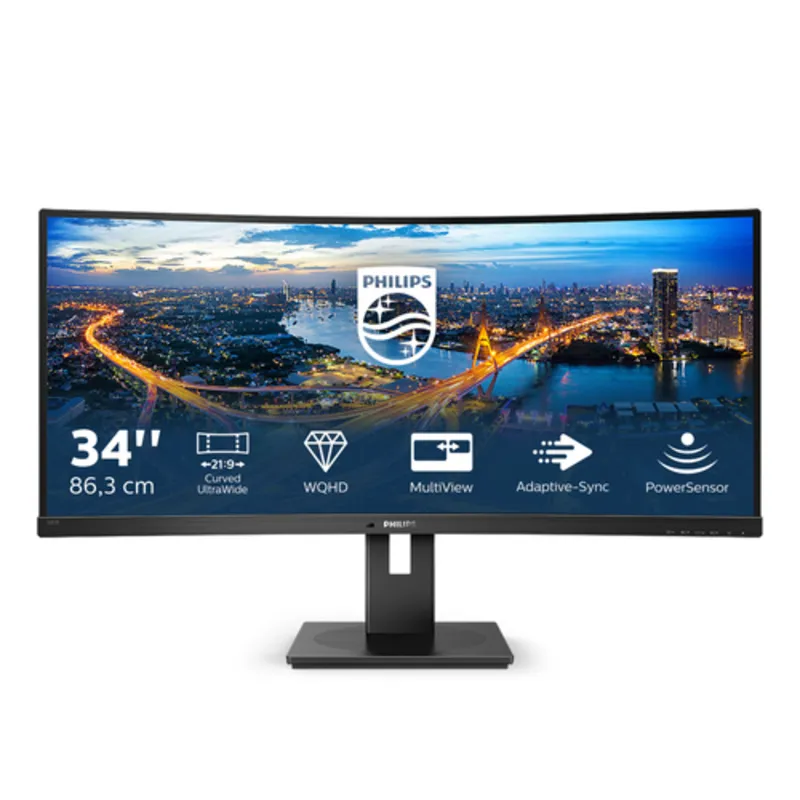 PHILIPS
34''
86,3 cm
21:9
Curved
UltraWide
WQHD
MultiView
Adaptive-Sync
PowerSensor
PHILIPS